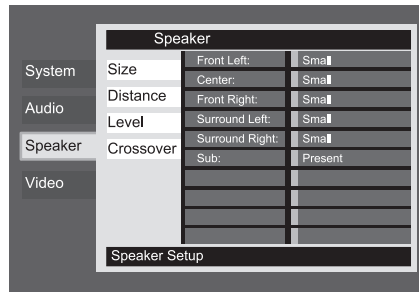 Speaker
System
Audio
Speaker
Video
Size
Distance
Level
Crossover
Front Left: Small
Center: Small
Front Right: Small
Surround Left: Small
Surround Right: Small
Sub: Present
Speaker Setup